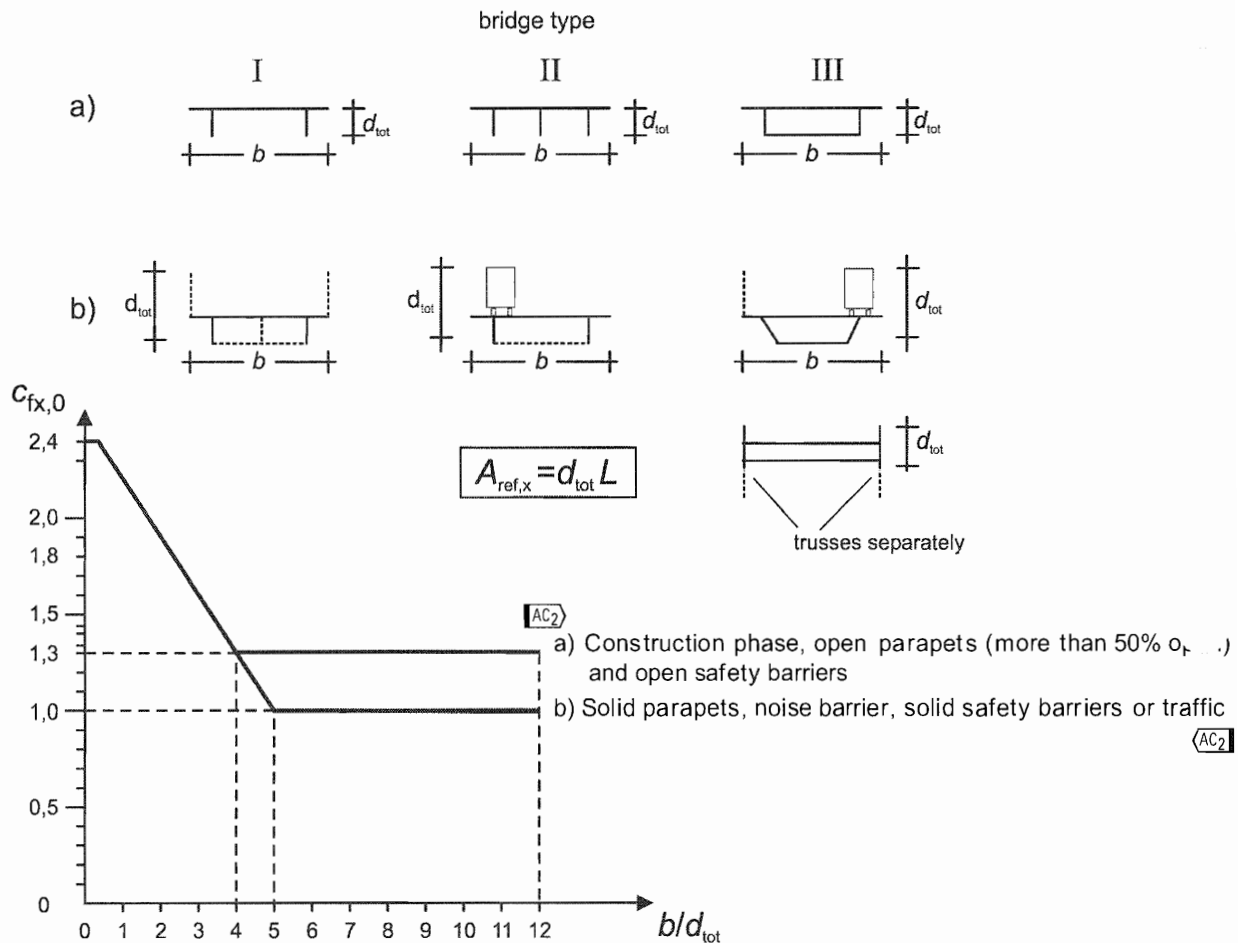 bridge type
I II III
a) d_tot d_tot d_tot
b b b
b) d_tot d_tot d_tot
b b b
c_fx,0
2,4
2,0
1,8
1,5
1,3
1,0
0,5
0
A_ref,x = d_tot L
d_tot
trusses separately
AC₂
a) Construction phase, open parapets (more than 50%
and open safety barriers
b) Solid parapets, noise barrier, solid safety barriers or traffic
AC₂
0 1 2 3 4 5 6 7 8 9 10 11 12
b/d_tot